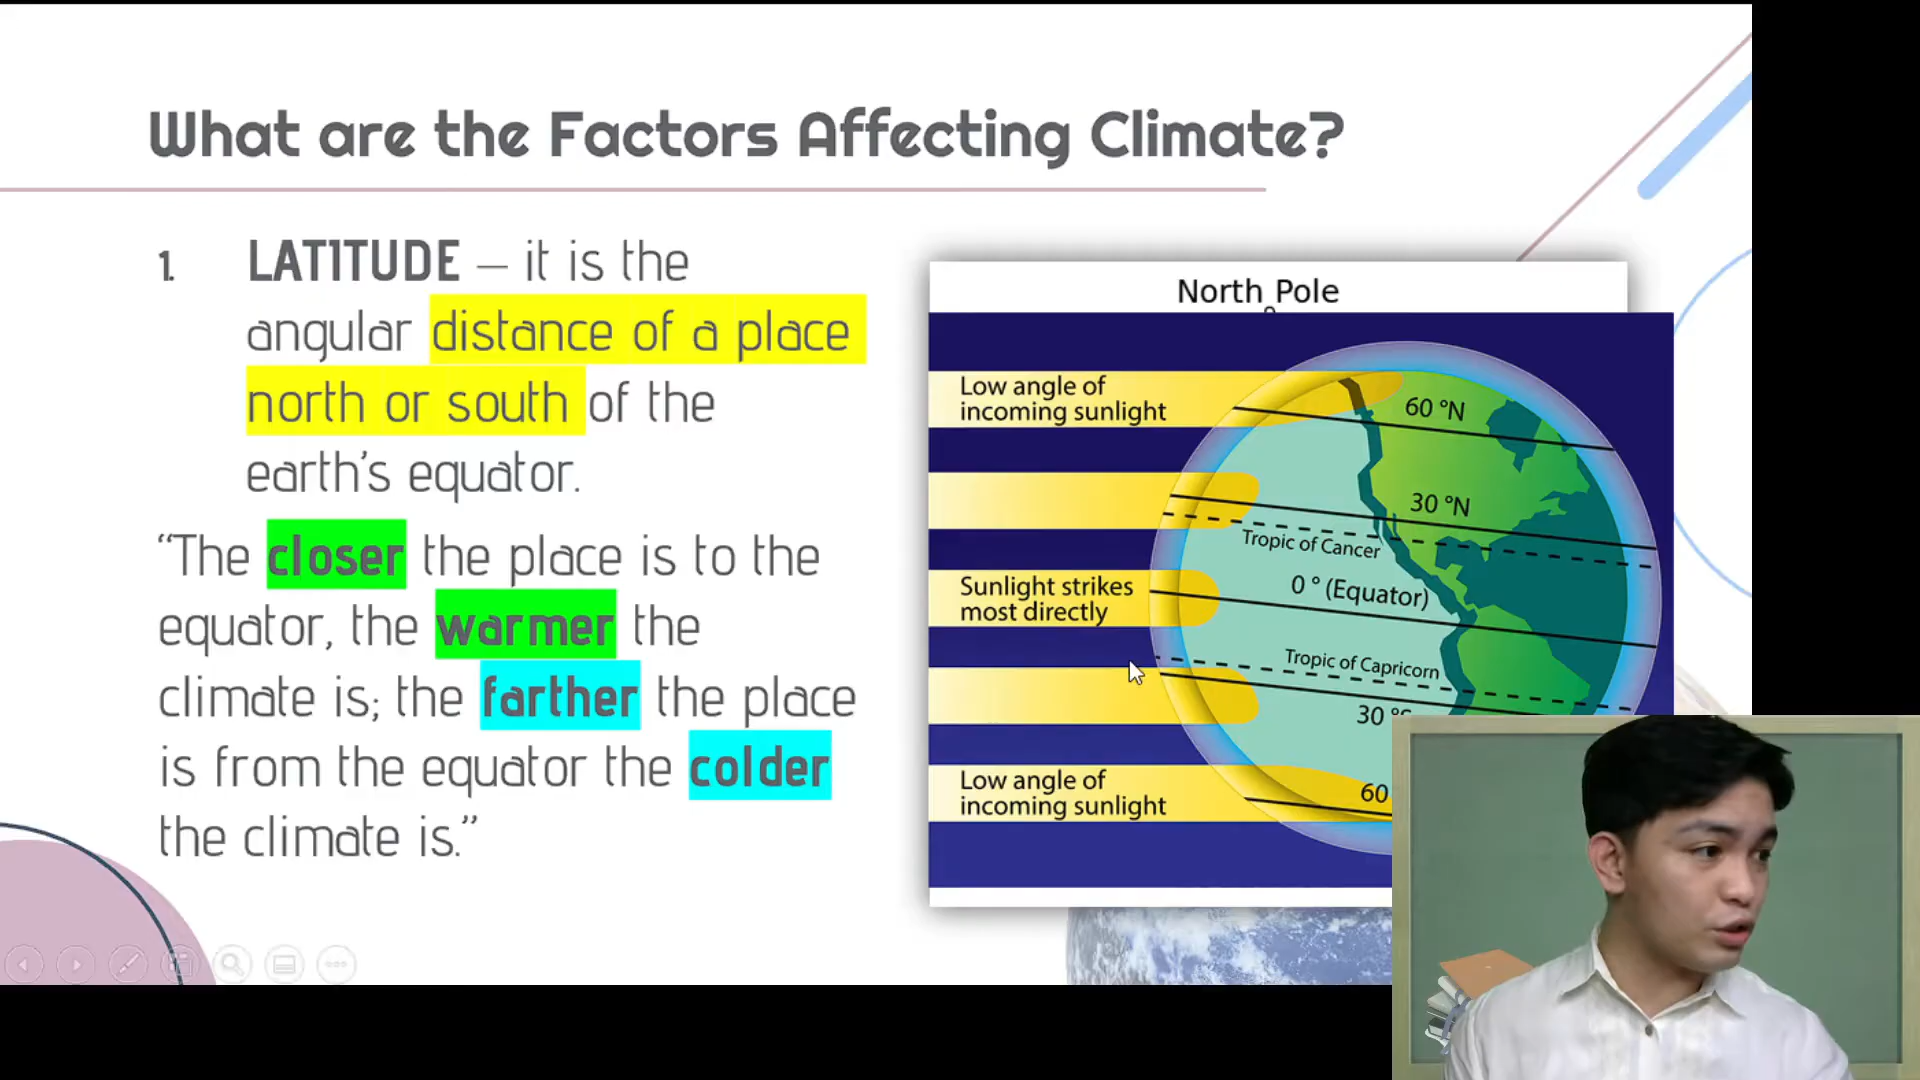 What are the Factors Affecting Climate?
1. LATITUDE – it is the
angular distance of a place
north or south of the
earth's equator.
“The closer the place is to the
equator, the warmer the
climate is; the farther the place
is from the equator the colder
the climate is.”
North Pole
Low angle of
incoming sunlight
60 °N
30 °N
Tropic of Cancer
Sunlight strikes
most directly
0 ° (Equator)
Tropic of Capricorn
30 °S
Low angle of
incoming sunlight
60